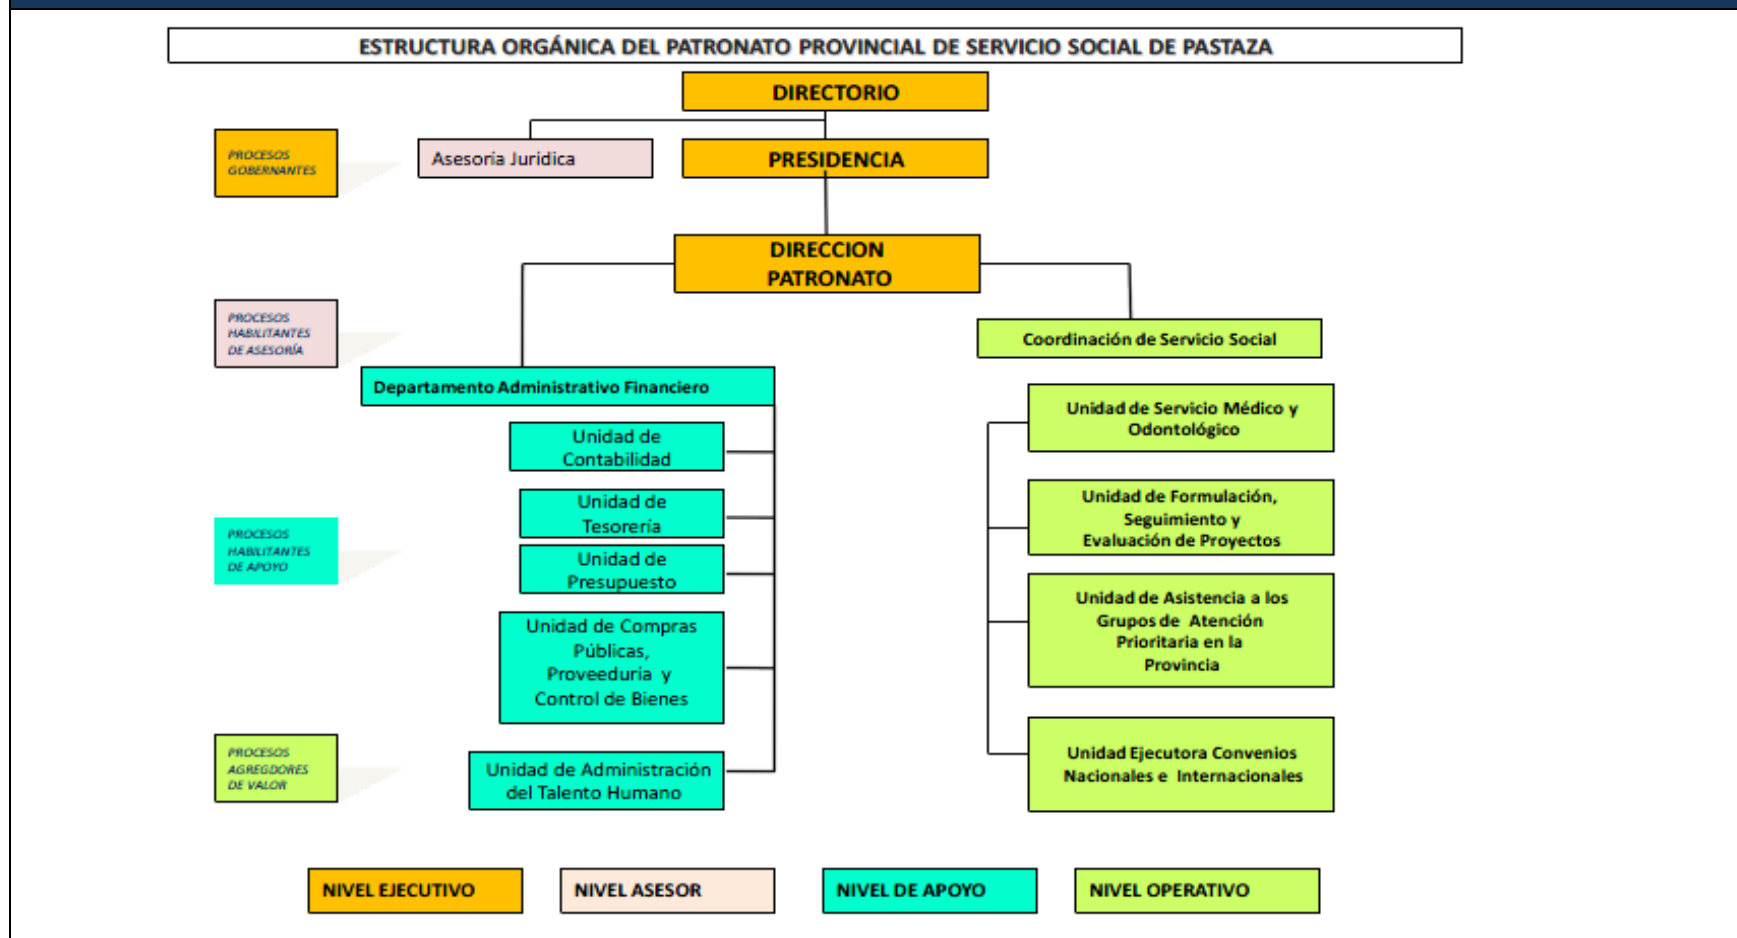 ESTRUCTURA ORGÁNICA DEL PATRONATO PROVINCIAL DE SERVICIO SOCIAL DE PASTAZA
DIRECTORIO
PROCESOS
GOBERNANTES
Asesoria Juridica
PRESIDENCIA
DIRECCION
PATRONATO
PROCESOS
HABILITANTES
DE ASESORÍA
Coordinación de Servicio Social
Departamento Administrativo Financiero
Unidad de
Contabilidad
Unidad de
Tesorería
Unidad de
Presupuesto
Unidad de Compras
Públicas,
Proveeduria y
Control de Bienes
Unidad de Administración
del Talento Humano
Unidad de Servicio Médico y
Odontológico
Unidad de Formulación,
Seguimiento y
Evaluación de Proyectos
Unidad de Asistencia a los
Grupos de Atención
Prioritaria en la
Provincia
Unidad Ejecutora Convenios
Nacionales e Internacionales
PROCESOS
HABILITANTES
DE APOYO
PROCESOS
AGREGDORES
DE VALOR
NIVEL EJECUTIVO
NIVEL ASESOR
NIVEL DE APOYO
NIVEL OPERATIVO